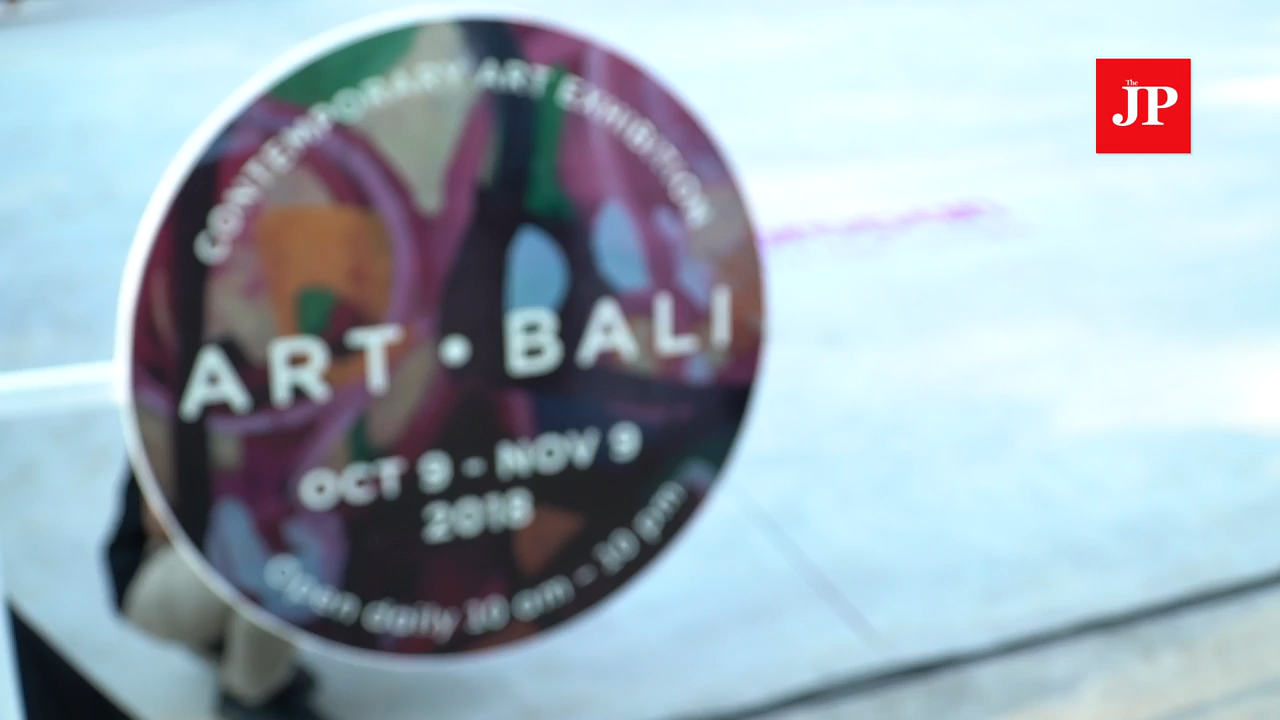 CONTEMPORARY ART EXHIBITION
ART • BALI
OCT 9 - NOV 9
2018
Open daily 10 am - 10 pm
The
JP